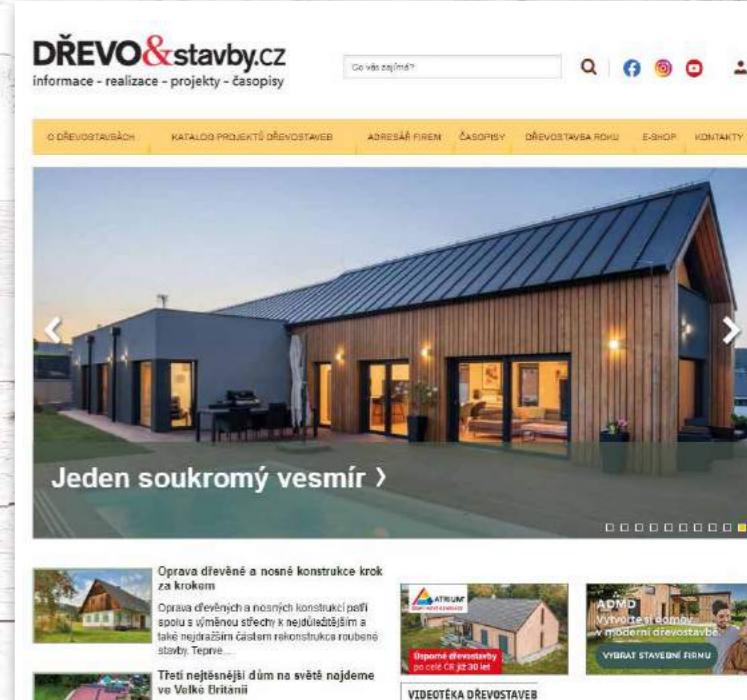 DŘEVO&stavby.cz
informace - realizace - projekty - časopisy
Co vás zajímá?
O DŘEVOSTAVBÁCH KATALOG PROJEKTŮ DŘEVOSTAVEB ADRESÁŘ FIREM ČASOPISY DŘEVOSTAVBA ROKU E-SHOP KONTAKTY
Jeden soukromý vesmír ›
Oprava dřevěné a nosné konstrukce krok
za krokem
Oprava dřevěných a nosných konstrukcí patří
spolu s výměnou střechy k nejdůležitějším a
také nejdražším částem rekonstrukce roubené
stavby. Teprve...
Třetí nejtěsnější dům na světě najdeme
ve Velké Británii
ATRIUM
Úsporné dřevostavby
po celé ČR již 30 let
ADMD
Vytvořte si domov
v moderní dřevostavbě.
VYBRAT STAVEBNÍ FIRMU
VIDEOTÉKA DŘEVOSTAVEB